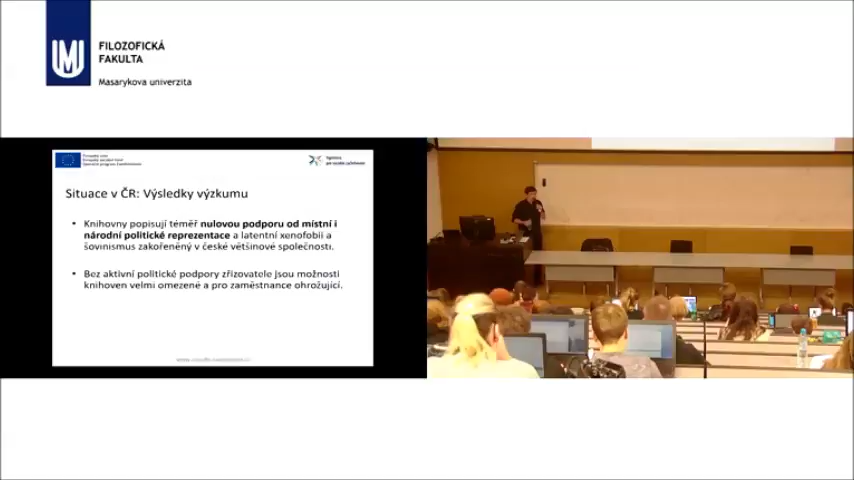 FILOZOFICKÁ
FAKULTA
Masarykova univerzita
Situace v ČR: Výsledky výzkumu
• Knihovny popisují téměř nulovou podporu od místní i
národní politické reprezentace a latentní xenofobii a
šovinismus zakořeněný v české většinové společnosti.
• Bez aktivní politické podpory zřizovatele jsou možnosti
knihoven velmi omezené a pro zaměstnance ohrožující.